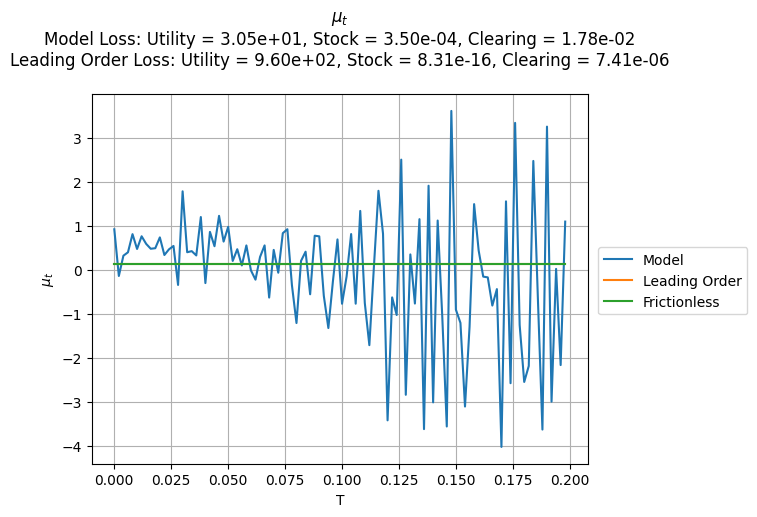 μt
Model Loss: Utility = 3.05e+01, Stock = 3.50e-04, Clearing = 1.78e-02
Leading Order Loss: Utility = 9.60e+02, Stock = 8.31e-16, Clearing = 7.41e-06
3
2
1
0
−1
−2
−3
−4
μt
0.000
0.025
0.050
0.075
0.100
0.125
0.150
0.175
0.200
T
Model
Leading Order
Frictionless